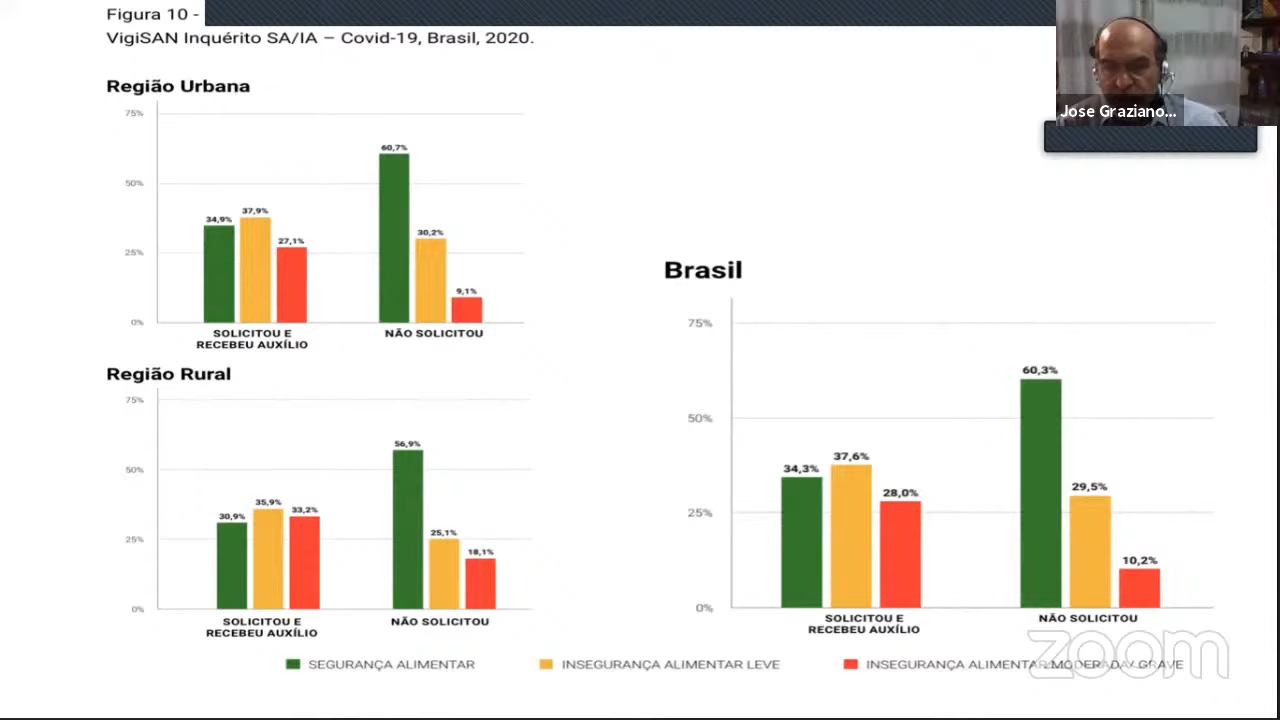 Figura 10 -
VigiSAN Inquérito SA/IA – Covid-19, Brasil, 2020.
Jose Graziano...
Região Urbana
75%
50%
25%
0%
34,9%
37,9%
27,1%
60,7%
30,2%
9,1%
SOLICITOU E
RECEBEU AUXÍLIO
NÃO SOLICITOU
Região Rural
75%
50%
25%
0%
30,9%
35,9%
33,2%
56,9%
25,1%
18,1%
SOLICITOU E
RECEBEU AUXÍLIO
NÃO SOLICITOU
Brasil
75%
50%
25%
0%
34,3%
37,6%
28,0%
60,3%
29,5%
10,2%
SOLICITOU E
RECEBEU AUXÍLIO
NÃO SOLICITOU
SEGURANÇA ALIMENTAR
INSEGURANÇA ALIMENTAR LEVE
INSEGURANÇA ALIMENTAR MODERADA/ GRAVE
zoom